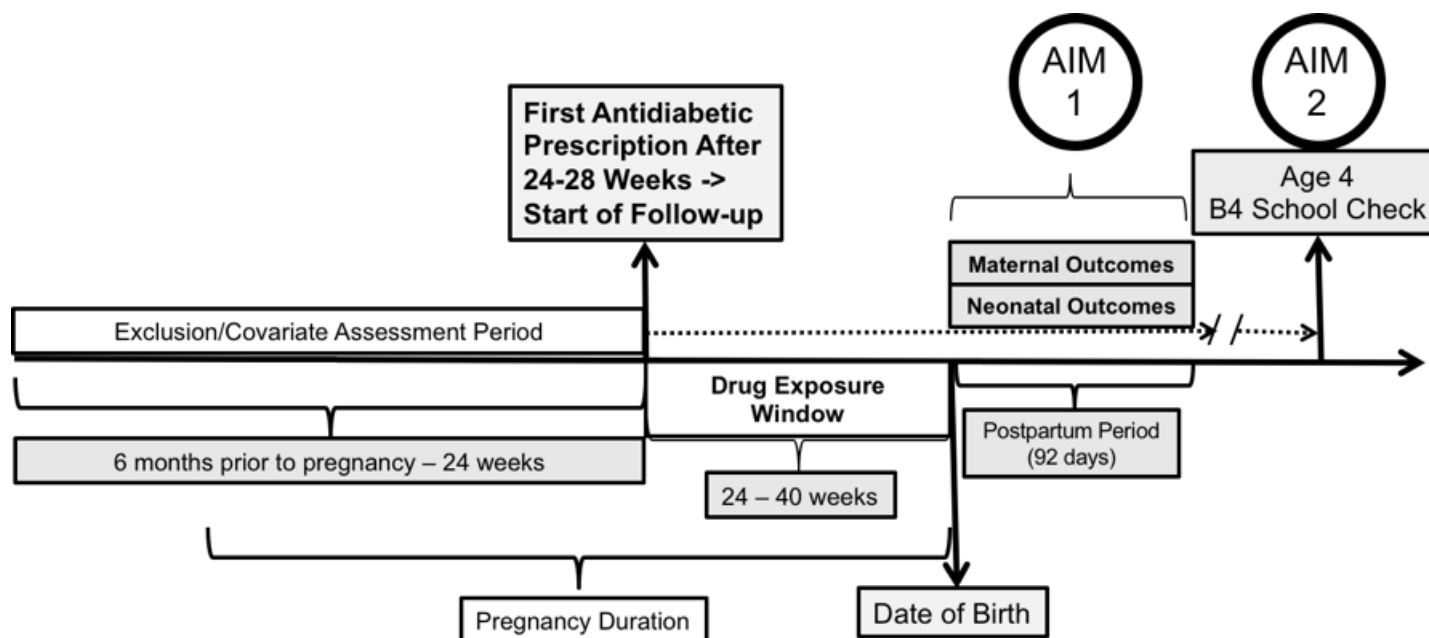 AIM
1
AIM
2
First Antidiabetic
Prescription After
24-28 Weeks ->
Start of Follow-up
Age 4
B4 School Check
Maternal Outcomes
Neonatal Outcomes
Exclusion/Covariate Assessment Period
Drug Exposure
Window
Postpartum Period
(92 days)
6 months prior to pregnancy – 24 weeks
24 – 40 weeks
Pregnancy Duration
Date of Birth